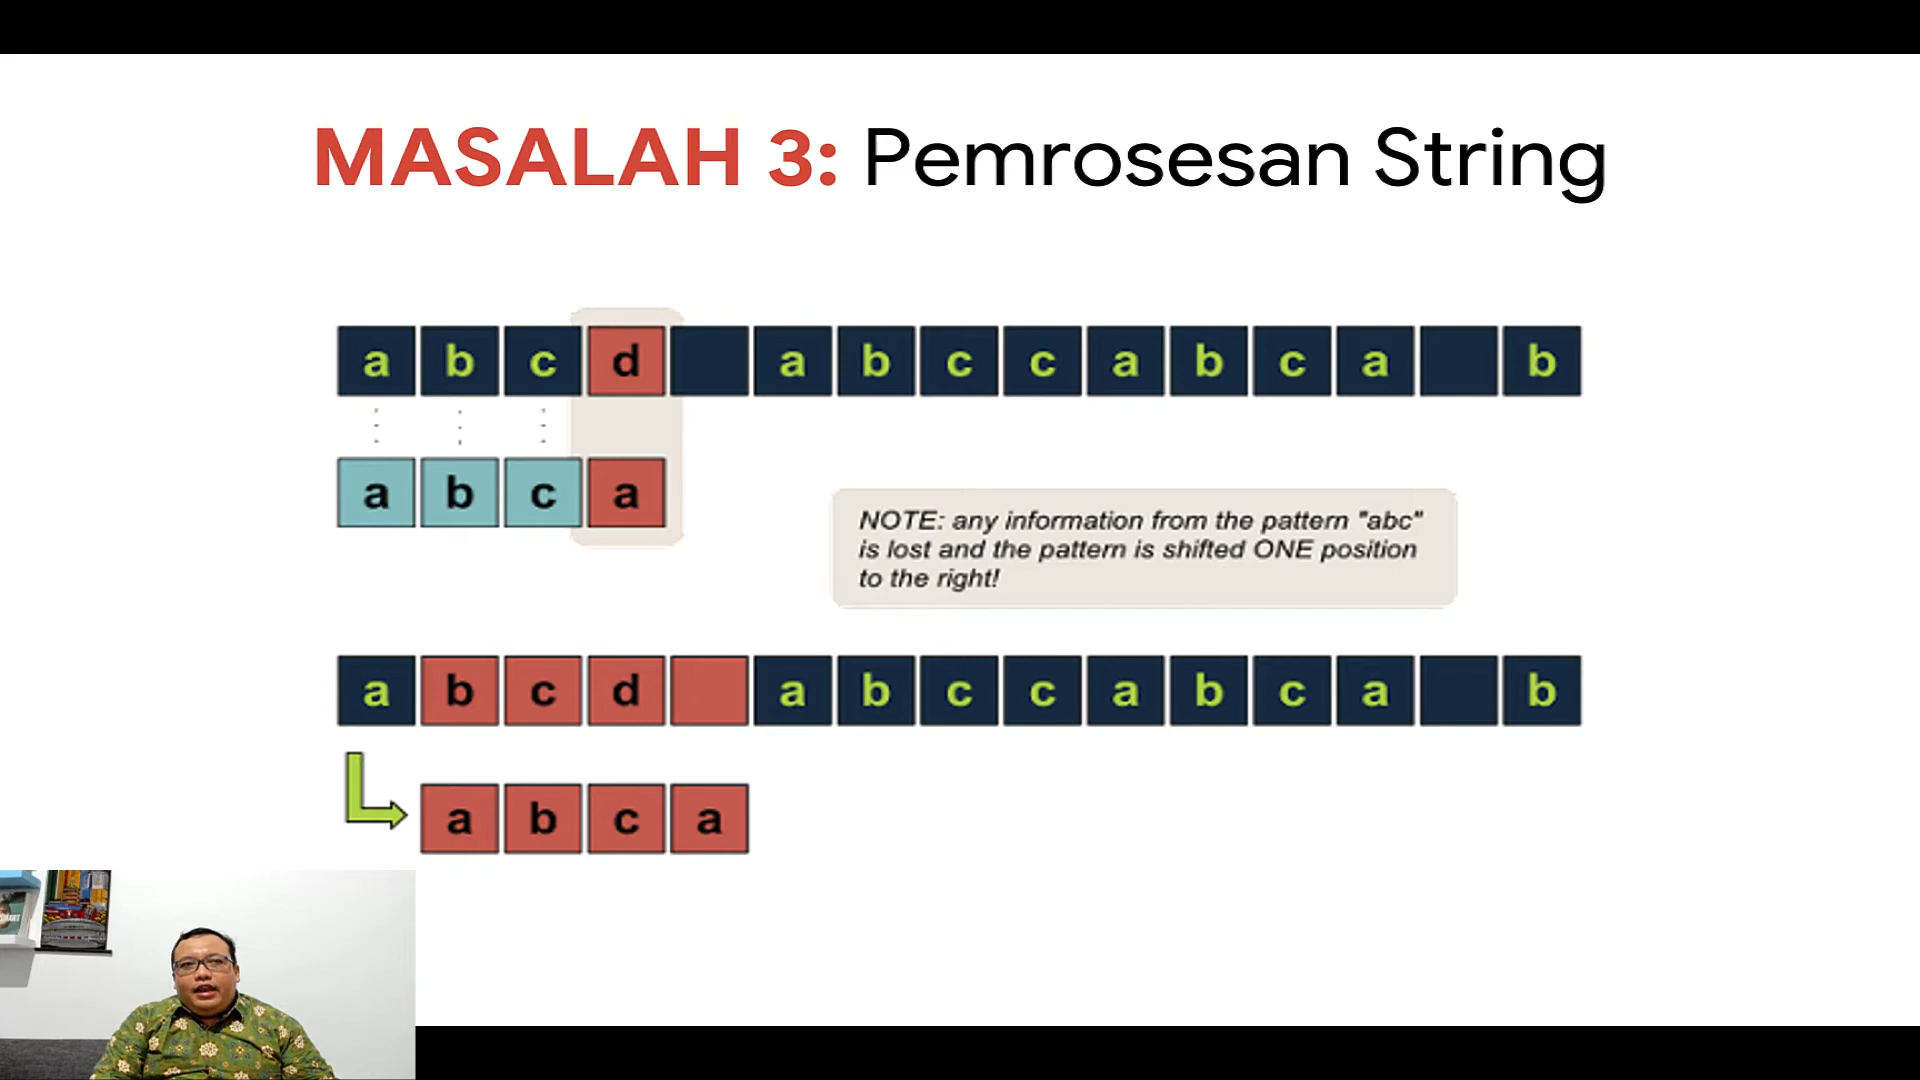 MASALAH 3: Pemrosesan String
a b c d a b c c a b c a b
a b c a
NOTE: any information from the pattern "abc"
is lost and the pattern is shifted ONE position
to the right!
a b c d a b c c a b c a b
a b c a